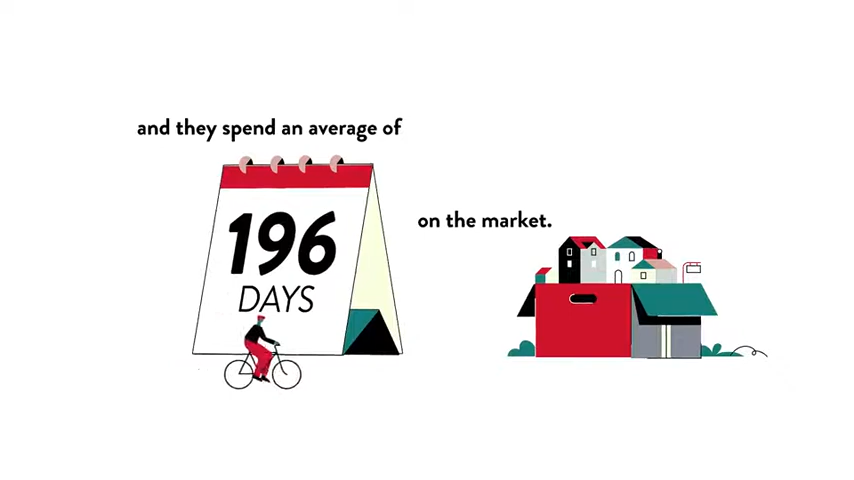 and they spend an average of
196
DAYS
on the market.